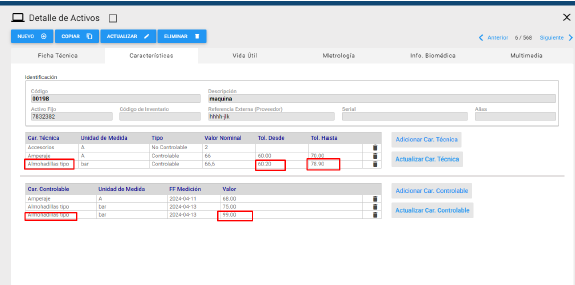 Detalle de Activos
NUEVO COPIAR ACTUALIZAR ELIMINAR
Anterior 6 / 568 Siguiente
Ficha Técnica Características Vida Útil Metrología Info. Biomédica Multimedia
Identificación
Código Descripción
00198 maquina
Activo Fijo Código de Inventario Referencia Externa (Proveedor) Serial Alias
7832382 hhhh-jlk
Car. Técnica Unidad de Medida Tipo Valor Nominal Tol. Desde Tol. Hasta
Accesorios A No Controlable 2
Amperaje A Controlable 66 60.00 70.00
Almohadillas tipo bar Controlable 66,6 60.20 76.90
Adicionar Car. Técnica
Actualizar Car. Técnica
Car. Controlable Unidad de Medida FF Medición Valor
Amperaje A 2024-04-11 68.00
Almohadillas tipo bar 2024-04-13 75.00
Almohadillas tipo bar 2024-04-13 99.00
Adicionar Car. Controlable
Actualizar Car. Controlable